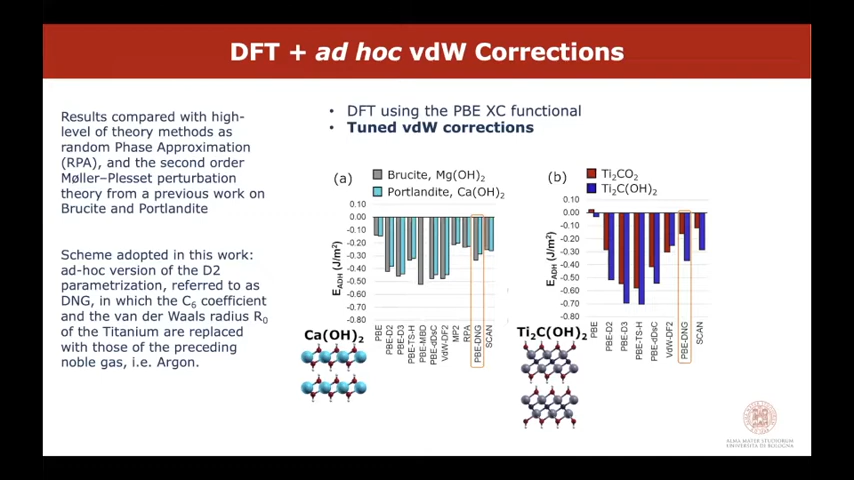 DFT + ad hoc vdW Corrections
Results compared with high-
level of theory methods as
random Phase Approximation
(RPA), and the second order
Møller–Plesset perturbation
theory from a previous work on
Brucite and Portlandite
Scheme adopted in this work:
ad-hoc version of the D2
parametrization, referred to as
DNG, in which the C₆ coefficient
and the van der Waals radius R₀
of the Titanium are replaced
with those of the preceding
noble gas, i.e. Argon.
• DFT using the PBE XC functional
• Tuned vdW corrections
(a)
Brucite, Mg(OH)₂
Portlandite, Ca(OH)₂
0.10
0.00
-0.10
-0.20
-0.30
-0.40
-0.50
-0.60
-0.70
-0.80
E_ADH (J/m²)
PBE
PBE-D2
PBE-D3
PBE-TS-H
PBE-MBD
PBE-dDsC
VdW-DF2
MP2
RPA
PBE-DNG
SCAN
Ca(OH)₂
(b)
Ti₂CO₂
Ti₂C(OH)₂
0.10
0.00
-0.10
-0.20
-0.30
-0.40
-0.50
-0.60
-0.70
-0.80
E_ADH (J/m²)
PBE
PBE-D2
PBE-D3
PBE-TS-H
PBE-dDsC
VdW-DF2
PBE-DNG
SCAN
Ti₂C(OH)₂
ALMA MATER STUDIORUM
UNIVERSITÀ DI BOLOGNA